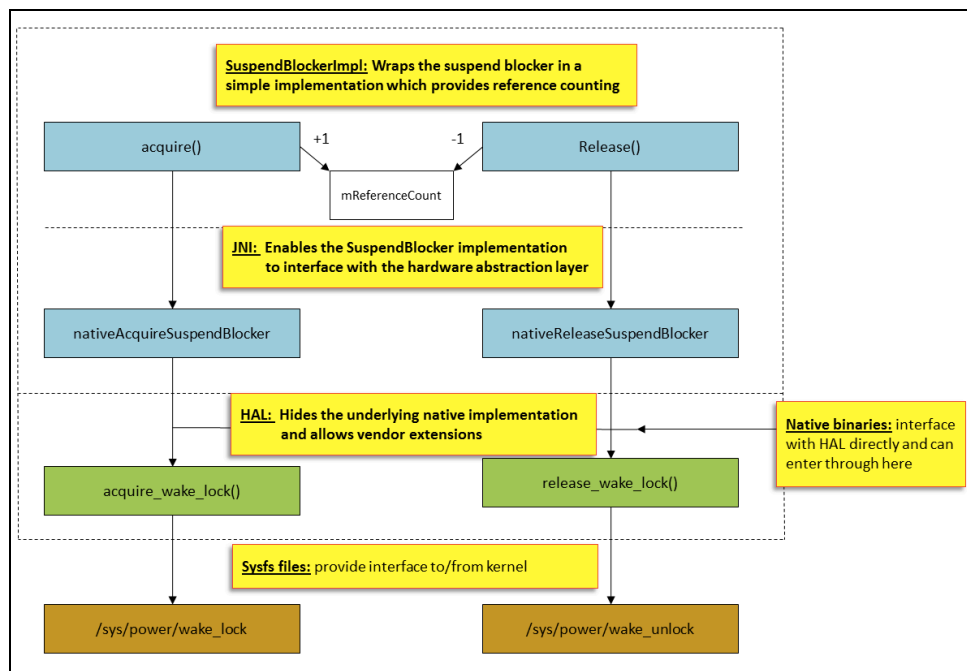 SuspendBlockerImpl: Wraps the suspend blocker in a
simple implementation which provides reference counting
acquire()
+1
-1
Release()
mReferenceCount
JNI: Enables the SuspendBlocker implementation
to interface with the hardware abstraction layer
nativeAcquireSuspendBlocker
nativeReleaseSuspendBlocker
HAL: Hides the underlying native implementation
and allows vendor extensions
Native binaries: interface
with HAL directly and can
enter through here
acquire_wake_lock()
release_wake_lock()
Sysfs files: provide interface to/from kernel
/sys/power/wake_lock
/sys/power/wake_unlock